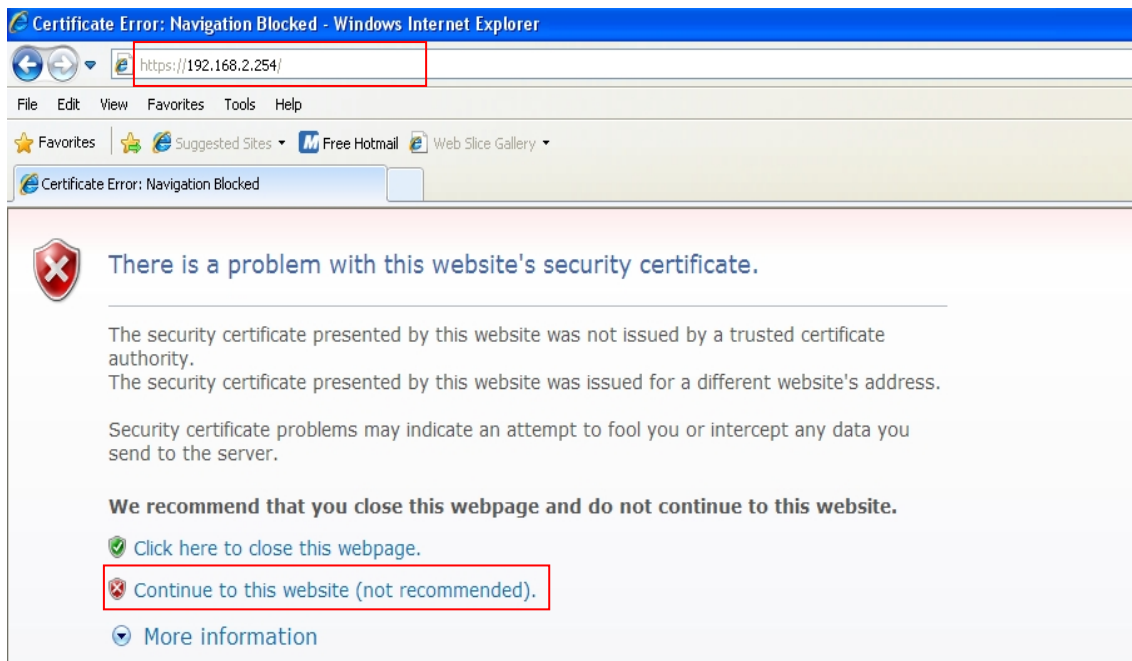 Certificate Error: Navigation Blocked - Windows Internet Explorer
https://192.168.2.254/
File Edit View Favorites Tools Help
Favorites Suggested Sites Free Hotmail Web Slice Gallery
Certificate Error: Navigation Blocked
There is a problem with this website's security certificate.
The security certificate presented by this website was not issued by a trusted certificate
authority.
The security certificate presented by this website was issued for a different website's address.
Security certificate problems may indicate an attempt to fool you or intercept any data you
send to the server.
We recommend that you close this webpage and do not continue to this website.
Click here to close this webpage.
Continue to this website (not recommended).
More information